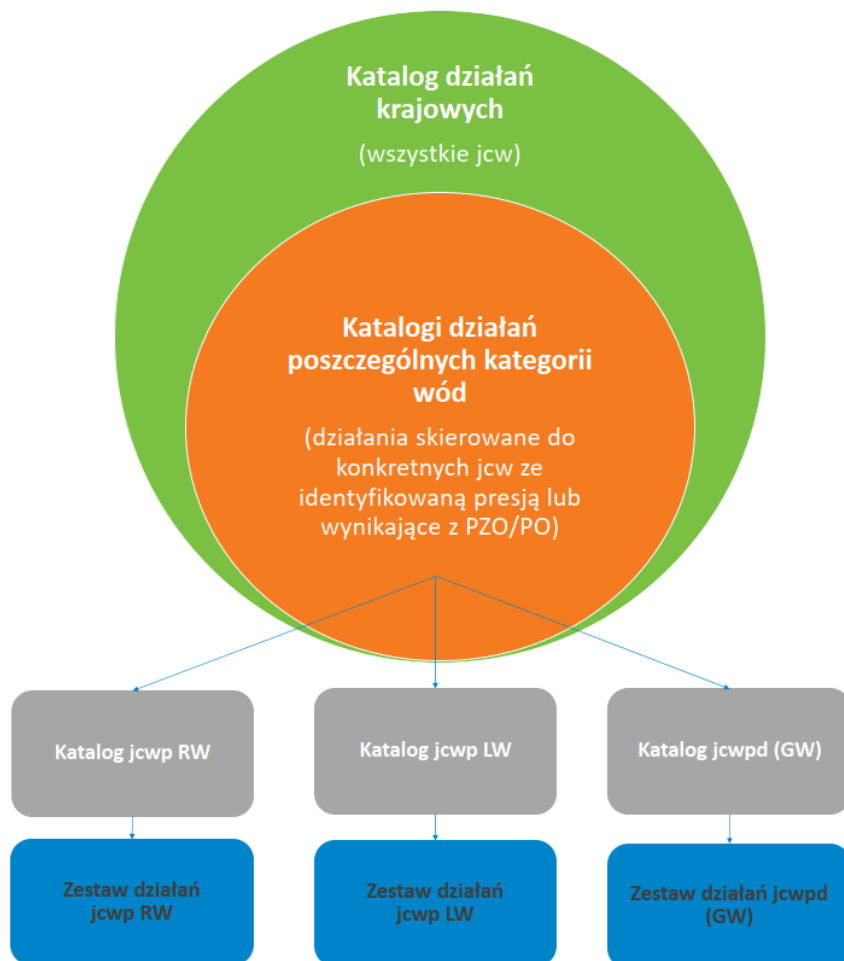 Katalog działań
krajowych
(wszystkie jcw)
Katalogi działań
poszczególnych kategorii
wód
(działania skierowane do
konkretnych jcw ze
identyfikowaną presją lub
wynikające z PZO/PO)
Katalog jcwp RW
Katalog jcwp LW
Katalog jcwpd (GW)
Zestaw działań
jcwp RW
Zestaw działań
jcwp LW
Zestaw działań jcwpd
(GW)